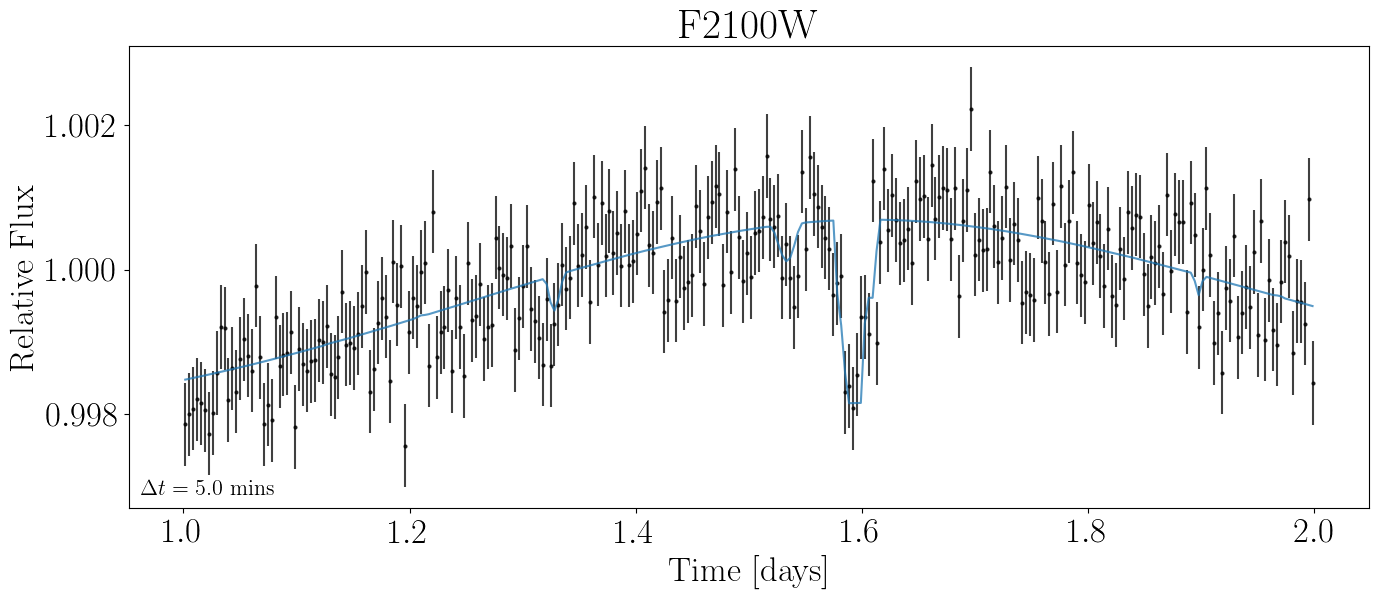 F2100W
Relative Flux
1.002
1.000
0.998
Δt = 5.0 mins
1.0 1.2 1.4 1.6 1.8 2.0
Time [days]